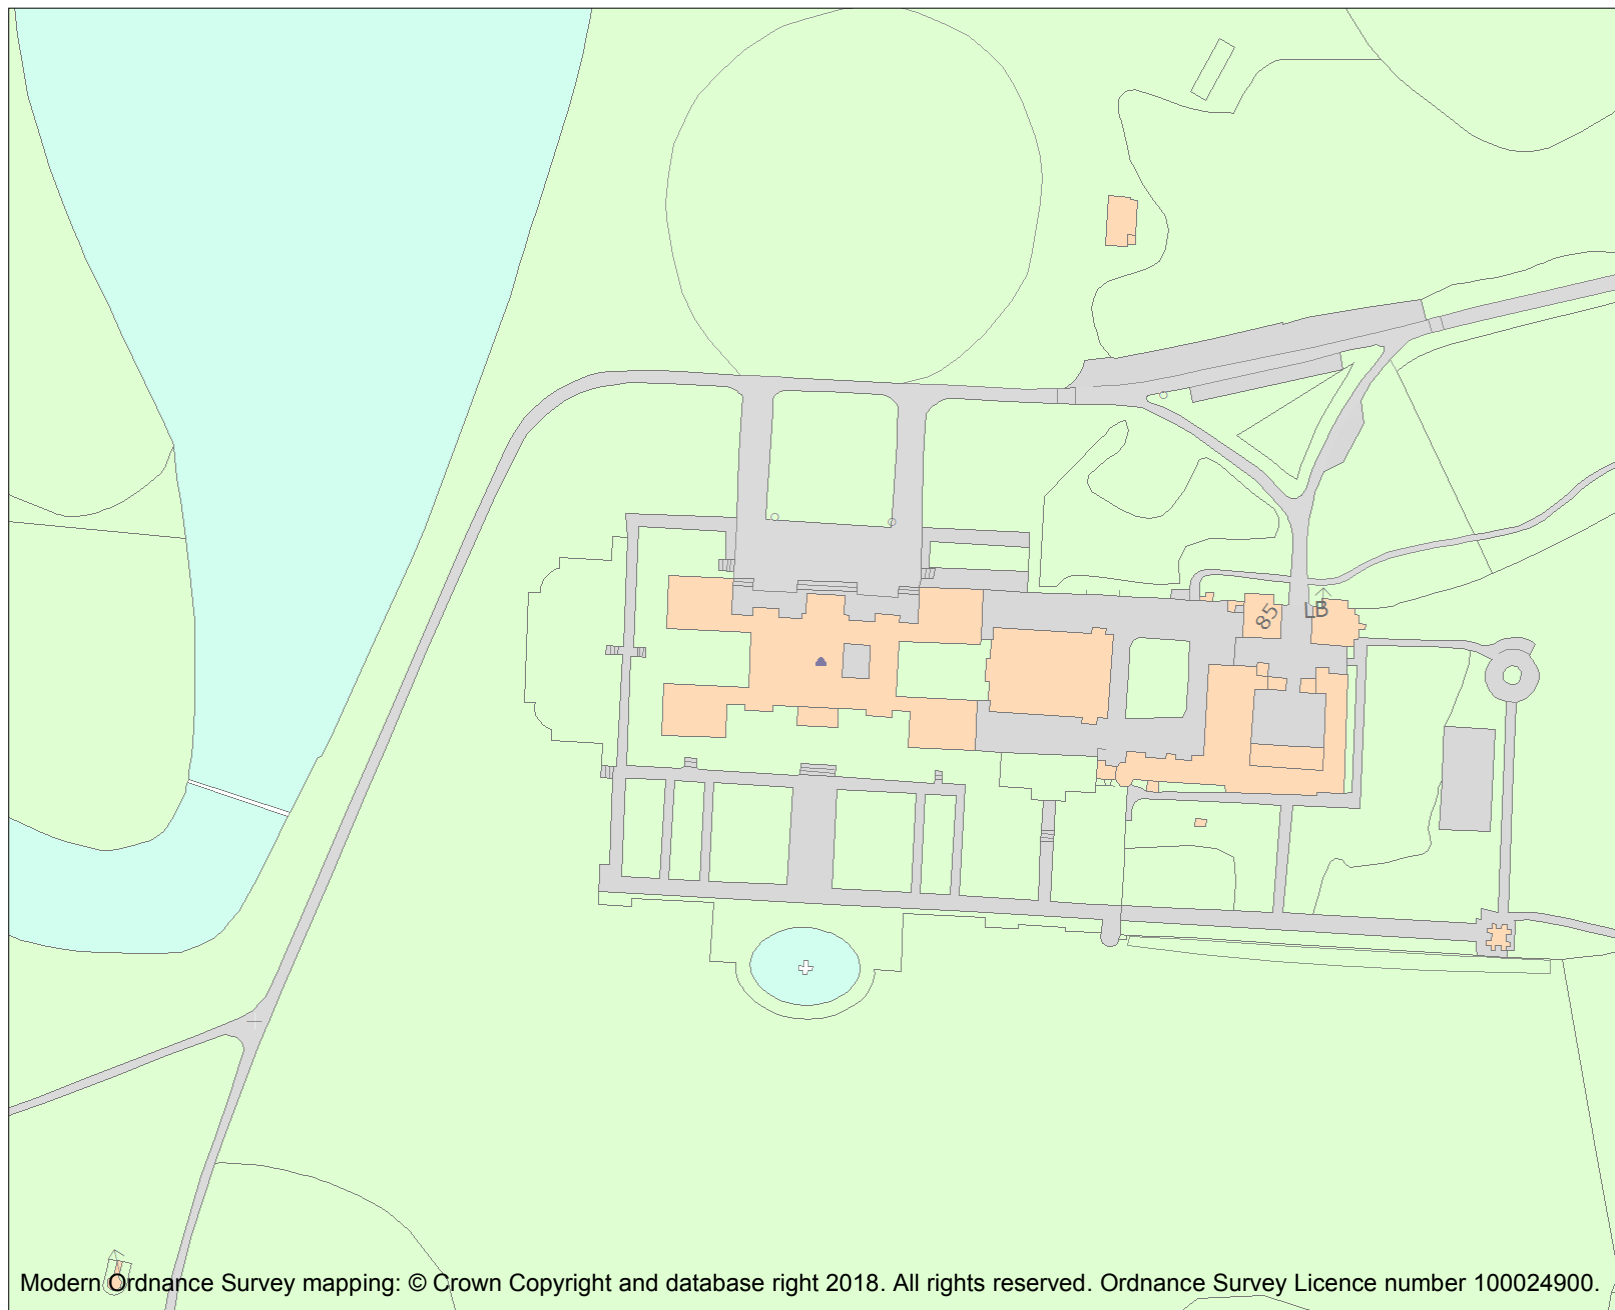 85
LB
Modern Ordnance Survey mapping: © Crown Copyright and database right 2018. All rights reserved. Ordnance Survey Licence number 100024900.